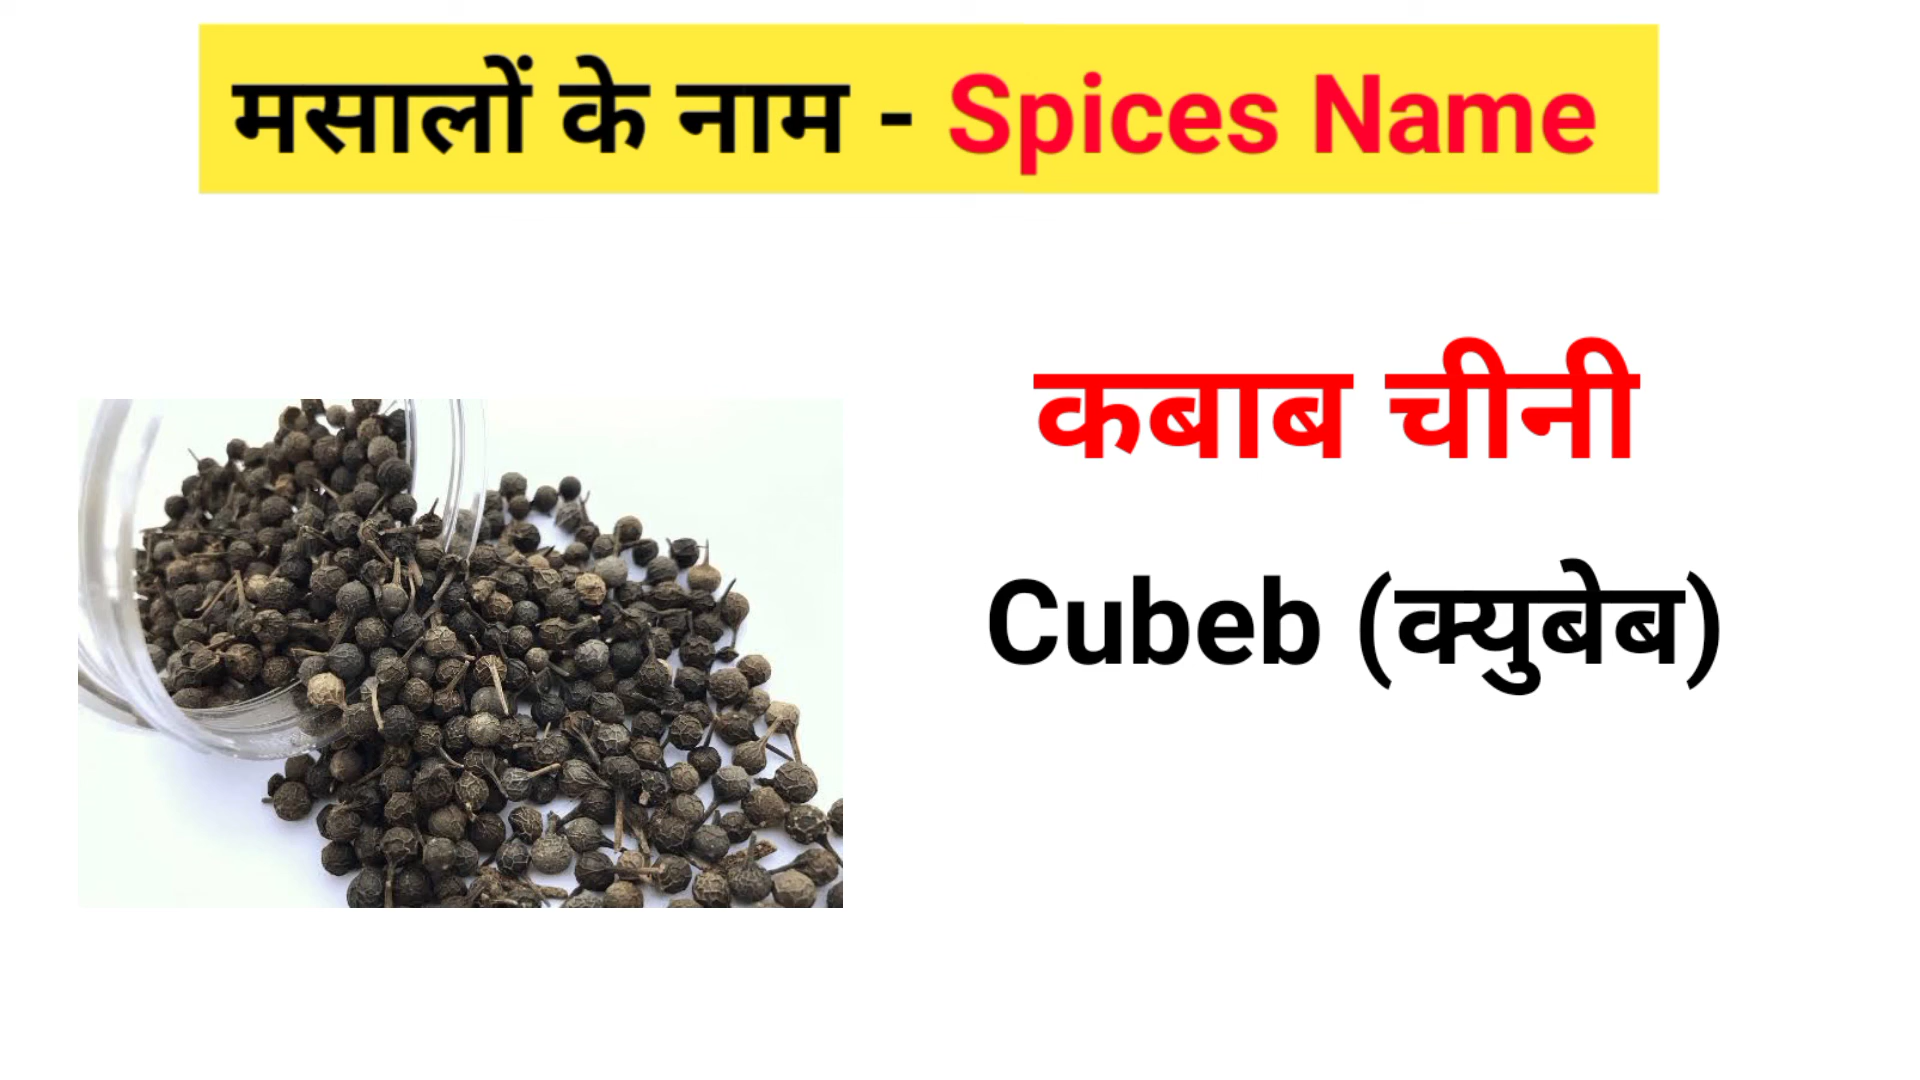 मसालों के नाम - Spices Name
कबाब चीनी
Cubeb (क्युबेब)